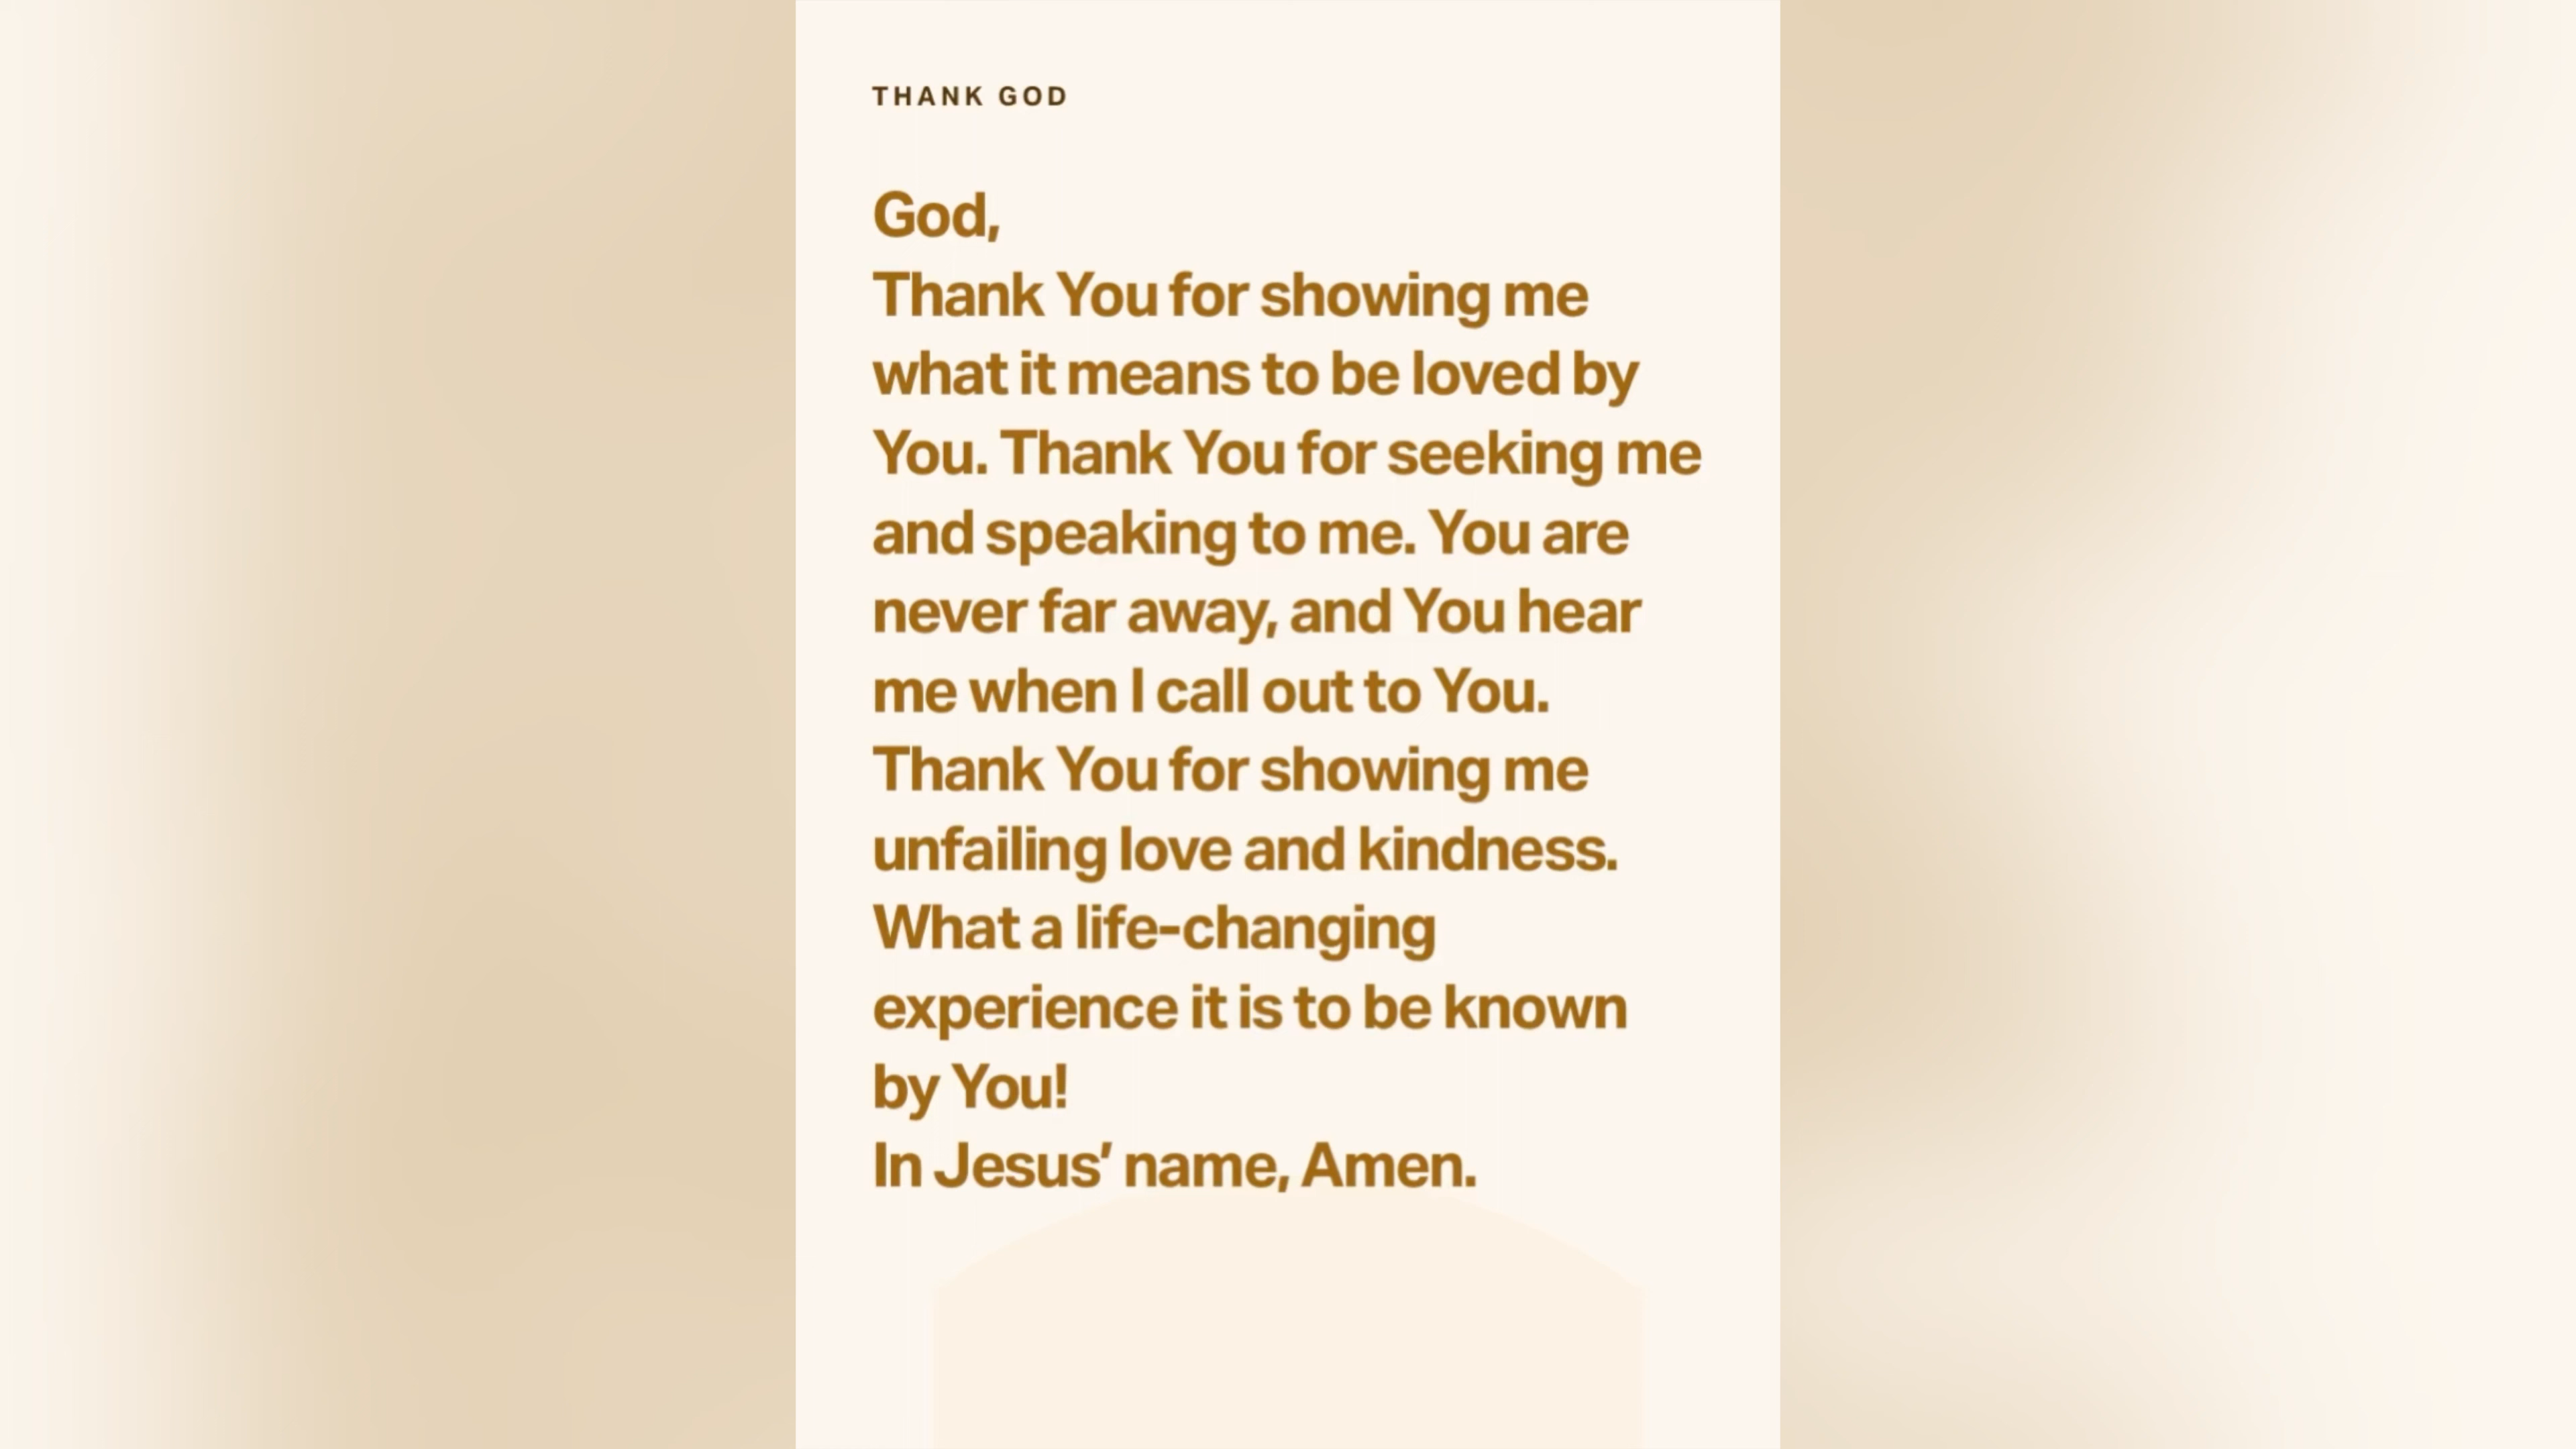 THANK GOD
God,
Thank You for showing me
what it means to be loved by
You. Thank You for seeking me
and speaking to me. You are
never far away, and You hear
me when I call out to You.
Thank You for showing me
unfailing love and kindness.
What a life-changing
experience it is to be known
by You!
In Jesus’ name, Amen.